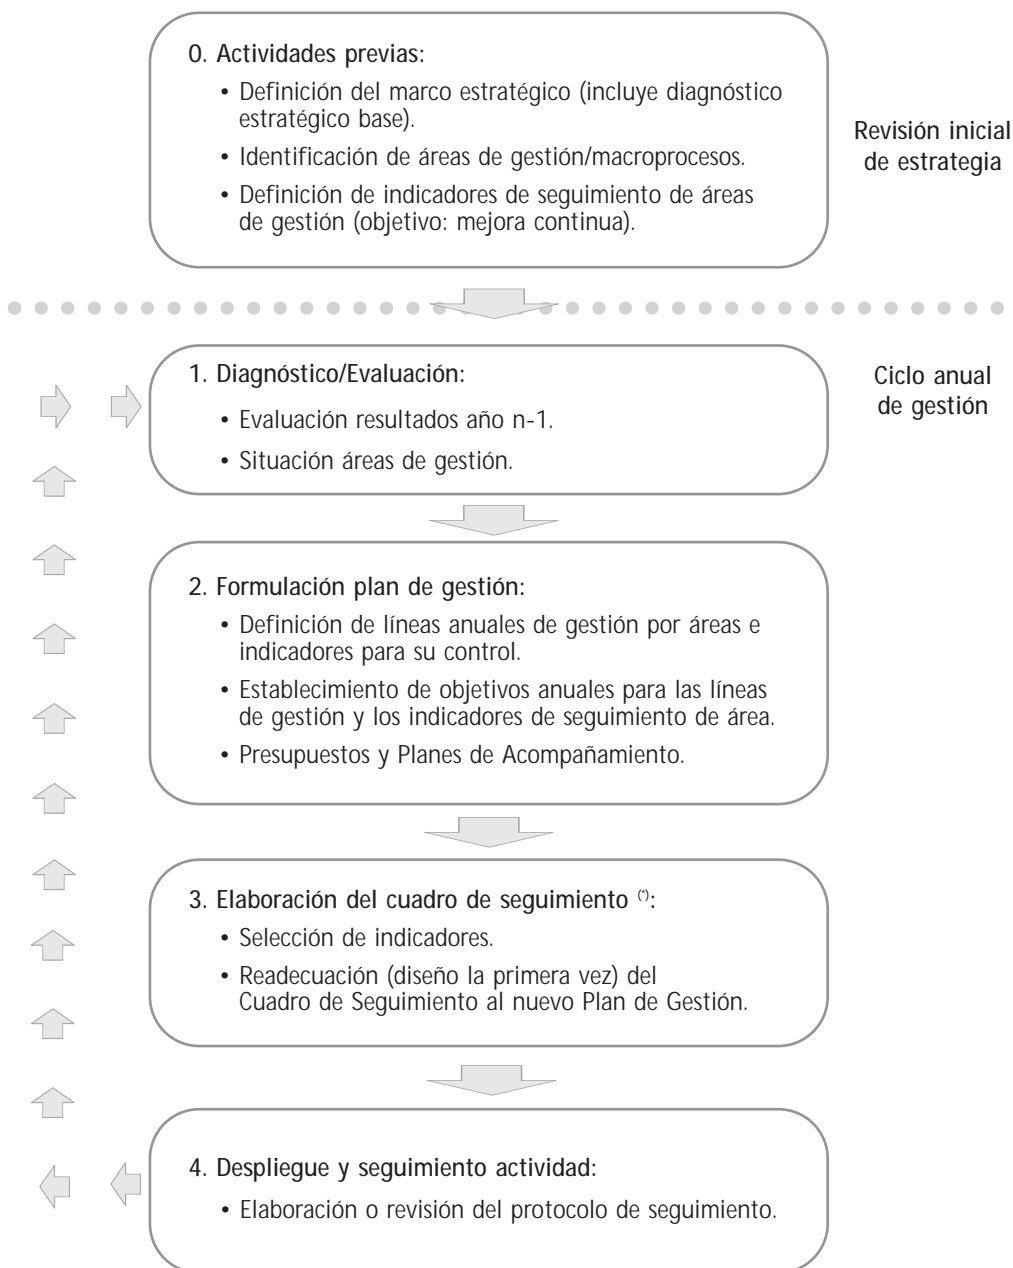 0. Actividades previas:
• Definición del marco estratégico (incluye diagnóstico
estratégico base).
• Identificación de áreas de gestión/macroprocesos.
• Definición de indicadores de seguimiento de áreas
de gestión (objetivo: mejora continua).
Revisión inicial
de estrategia
1. Diagnóstico/Evaluación:
• Evaluación resultados año n-1.
• Situación áreas de gestión.
Ciclo anual
de gestión
2. Formulación plan de gestión:
• Definición de líneas anuales de gestión por áreas e
indicadores para su control.
• Establecimiento de objetivos anuales para las líneas
de gestión y los indicadores de seguimiento de área.
• Presupuestos y Planes de Acompañamiento.
3. Elaboración del cuadro de seguimiento (*):
• Selección de indicadores.
• Readecuación (diseño la primera vez) del
Cuadro de Seguimiento al nuevo Plan de Gestión.
4. Despliegue y seguimiento actividad:
• Elaboración o revisión del protocolo de seguimiento.